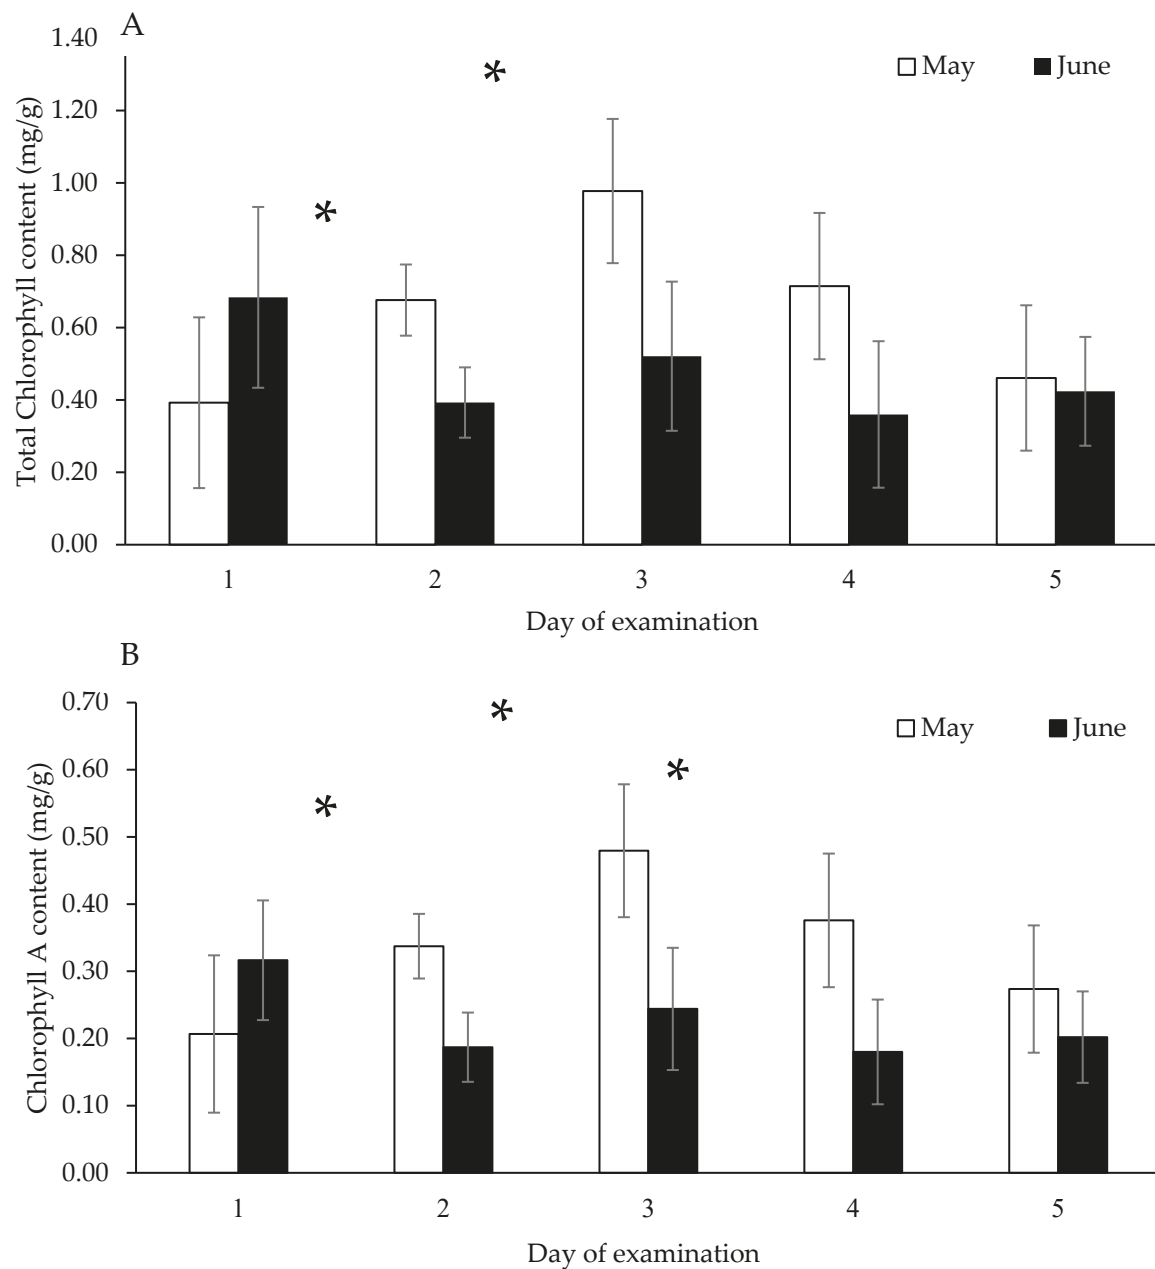 A
1.40
1.20
1.00
0.80
0.60
0.40
0.20
0.00
Total Chlorophyll content (mg/g)
*
*
May June
1 2 3 4 5
Day of examination
B
0.70
0.60
0.50
0.40
0.30
0.20
0.10
0.00
Chlorophyll A content (mg/g)
*
*
*
May June
1 2 3 4 5
Day of examination